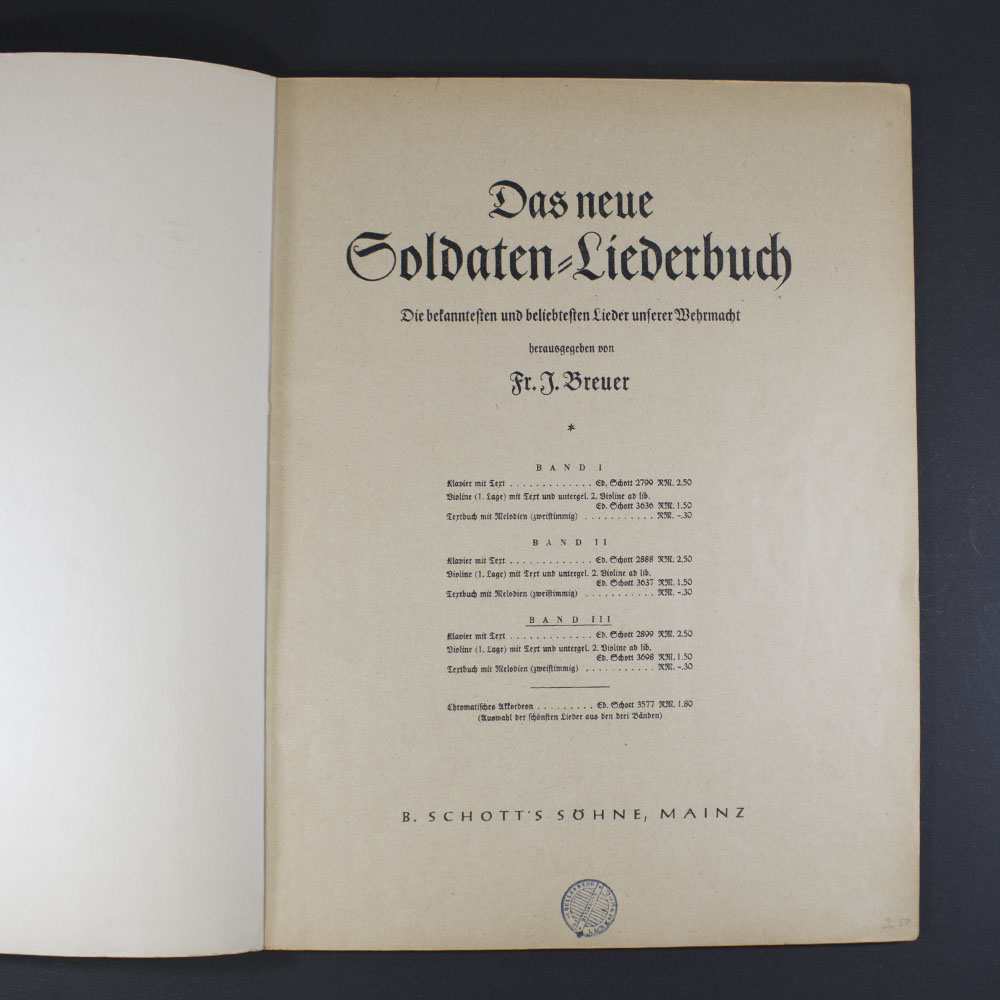 Das neue
Soldaten-Liederbuch
Die bekanntesten und beliebtesten Lieder unserer Wehrmacht
herausgegeben von
Fr. J. Breuer
*
BAND I
Klavier mit Text . . . . . . . . . . . . . Ed. Schott 2799 RM. 2.50
Violine (1. Lage) mit Text und untergel. 2. Violine ad lib.
Ed. Schott 3636 RM. 1.50
Textbuch mit Melodien (zweistimmig) . . . . . . . . . . . RM. -.30
BAND II
Klavier mit Text . . . . . . . . . . . . . Ed. Schott 2888 RM. 2.50
Violine (1. Lage) mit Text und untergel. 2. Violine ad lib.
Ed. Schott 3637 RM. 1.50
Textbuch mit Melodien (zweistimmig) . . . . . . . . . . . RM. -.30
BAND III
Klavier mit Text . . . . . . . . . . . . . Ed. Schott 2899 RM. 2.50
Violine (1. Lage) mit Text und untergel. 2. Violine ad lib.
Ed. Schott 3698 RM. 1.50
Textbuch mit Melodien (zweistimmig) . . . . . . . . . . . RM. -.30
Chromatisches Akkordeon . . . . . . . . . Ed. Schott 3577 RM. 1.80
(Auswahl der schönsten Lieder aus den drei Bänden)
B. SCHOTT'S SÖHNE, MAINZ
2.50